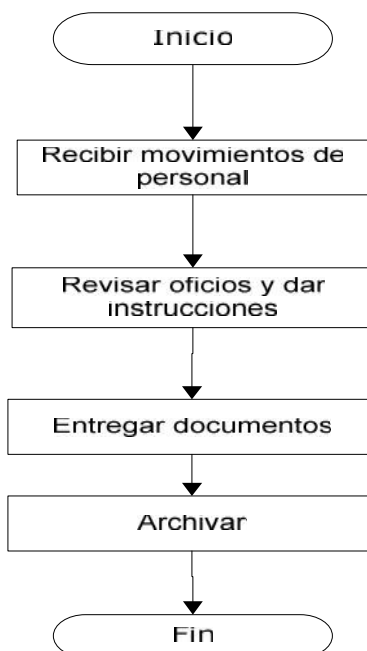 Inicio
Recibir movimientos de
personal
Revisar oficios y dar
instrucciones
Entregar documentos
Archivar
Fin